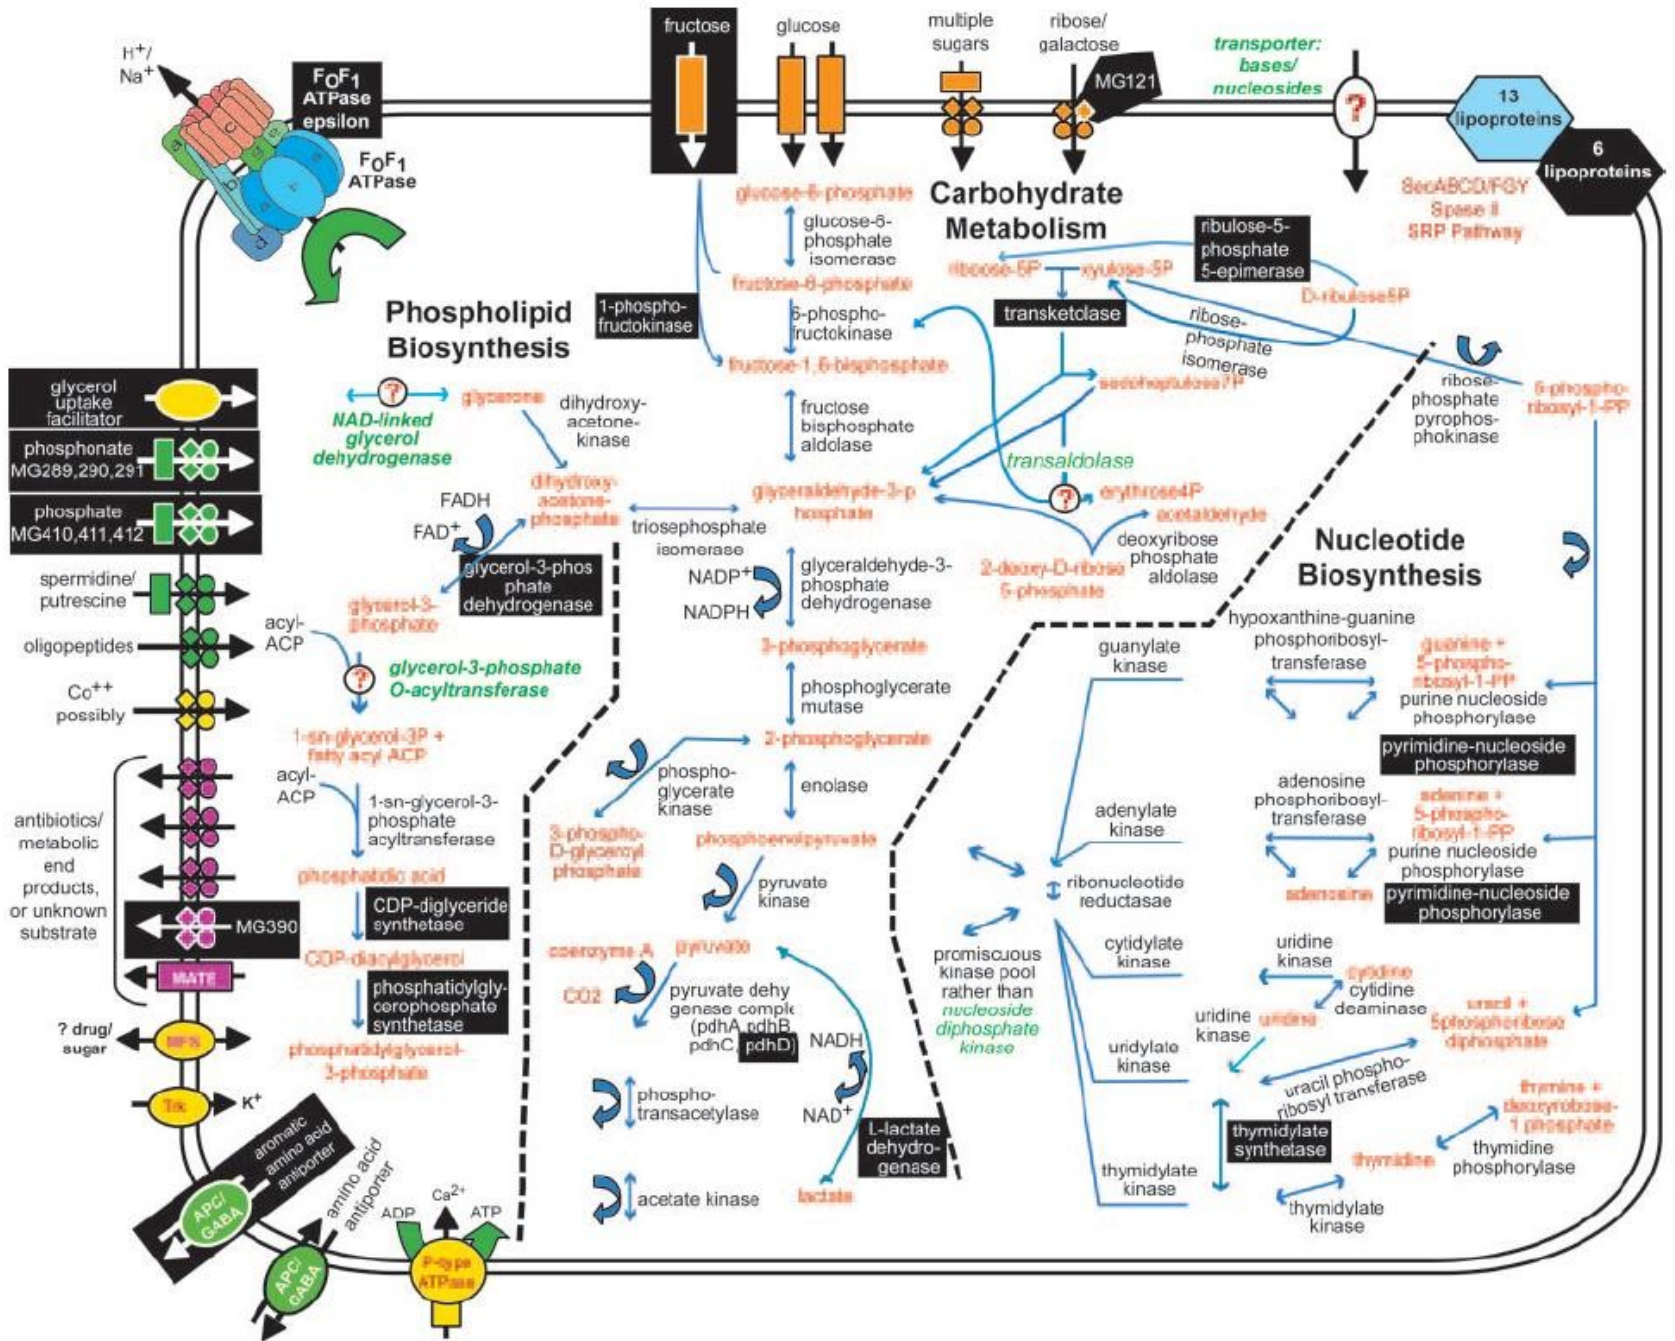 H+/
Na+
FOF1
ATPase
epsilon
FOF1
ATPase
a
c
e
g
b
d
fructose
glucose
multiple
sugars
ribose/
galactose
MG121
transporter:
bases/
nucleosides
?
13
lipoproteins
6
lipoproteins
SecABCD/FGY
Spase II
SRP Pathway
Carbohydrate
Metabolism
glucose-6-phosphate
glucose-6-
phosphate
isomerase
fructose-6-phosphate
1-phospho-
fructokinase
6-phospho-
fructokinase
fructose-1,6-bisphosphate
fructose
bisphosphate
aldolase
glyceraldehyde-3-p
hosphate
riboose-5P
xyulose-5P
ribulose-5-
phosphate
5-epimerase
D-ribulose5P
transketolase
ribose-
phosphate
isomerase
sedoheptulose7P
transaldolase
?
erythrose4P
acetaldehyde
deoxyribose
phosphate
aldolase
2-deoxy-D-ribose
5-phosphate
ribose-
phosphate
pyrophos-
phokinase
5-phospho-
ribosyl-1-PP
Phospholipid
Biosynthesis
?
NAD-linked
glycerol
dehydrogenase
glycerone
dihydroxy-
acetone-
kinase
dihydroxy-
acetone-
phosphate
triosephosphate
isomerase
FADH
FAD+
glycerol-3-phos
phate
dehydrogenase
glycerol-3-
phosphate
acyl-
ACP
?
glycerol-3-phosphate
O-acyltransferase
1-sn-glycerol-3P +
fatty acyl ACP
acyl-
ACP
1-sn-glycerol-3-
phosphate
acyltransferase
phosphatidic acid
CDP-diglyceride
synthetase
CDP-diacylglycerol
phosphatidylgly-
cerophosphate
synthetase
phosphatidylglycerol-
3-phosphate
glycerol
uptake
facilitator
phosphonate
MG289,290,291
phosphate
MG410,411,412
spermidine/
putrescine
oligopeptides
Co++
possibly
antibiotics/
metabolic
end
products,
or unknown
substrate
MG390
MATE
? drug/
sugar
MFS
Trk
K+
aromatic
amino acid
antiporter
APC/
GABA
amino acid
antiporter
APC/
GABA
ADP
Ca2+
ATP
P-type
ATPase
NADP+
NADPH
glyceraldehyde-3-
phosphate
dehydrogenase
3-phosphoglycerate
phosphoglycerate
mutase
2-phosphoglycerate
phospho-
glycerate
kinase
3-phospho-
D-glyceroyl
phosphate
enolase
phosphoenolpyruvate
pyruvate
kinase
pyruvate
coenzyme A
CO2
pyruvate dehy
genase comple
(pdhA,pdhB
pdhC, pdhD)
NADH
NAD+
phospho-
transacetylase
acetate kinase
L-lactate
dehydro-
genase
lactate
Nucleotide
Biosynthesis
hypoxanthine-guanine
phosphoribosyl-
transferase
guanine +
5-phospho-
ribosyl-1-PP
purine nucleoside
phosphorylase
pyrimidine-nucleoside
phosphorylase
guanylate
kinase
adenosine
phosphoribosyl-
transferase
adenine +
5-phospho-
ribosyl-1-PP
purine nucleoside
phosphorylase
adenosine
pyrimidine-nucleoside
phosphorylase
adenylate
kinase
ribonucleotide
reductasae
promiscuous
kinase pool
rather than
nucleoside
diphosphate
kinase
cytidylate
kinase
uridine
kinase
cytidine
cytidine
deaminase
uridine
kinase
uridine
uracil +
5phosphoribose
diphosphate
uridylate
kinase
uracil phospho-
ribosyl transferase
thymine +
deoxyrobose-
1 phosphate
thymidylate
synthetase
thymidine
thymidine
phosphorylase
thymidylate
kinase
thymidylate
kinase